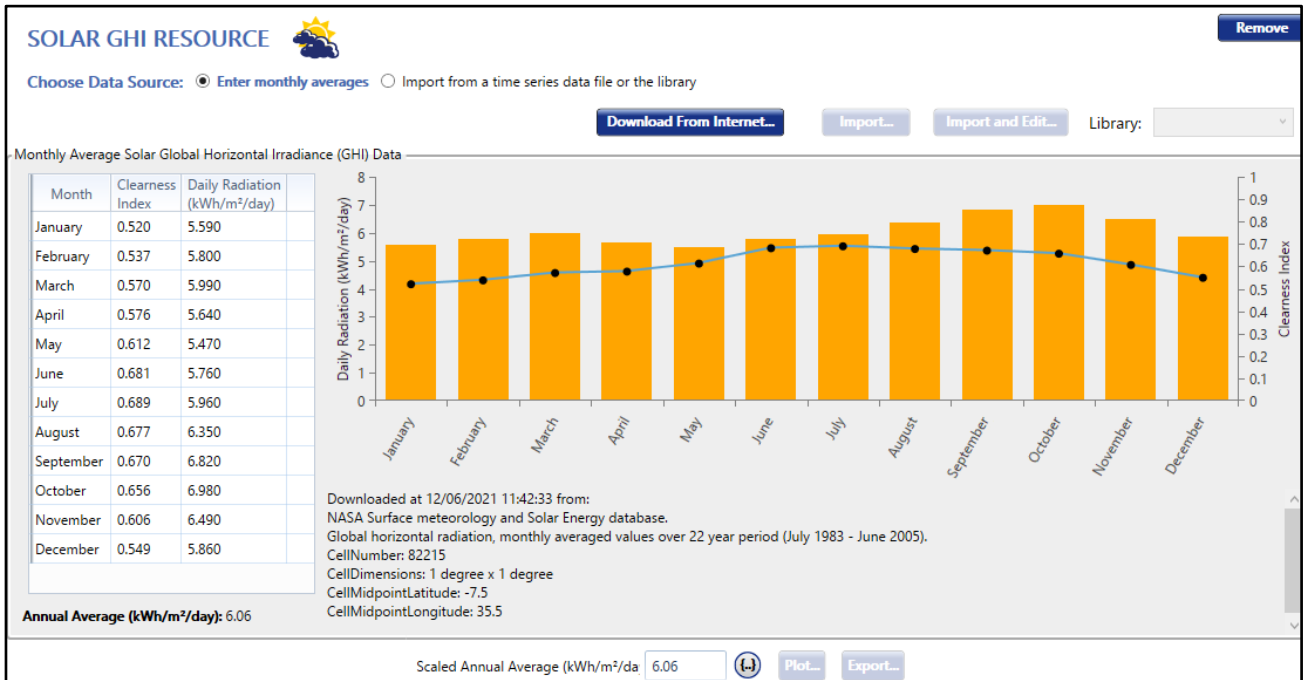 SOLAR GHI RESOURCE
Remove
Choose Data Source: Enter monthly averages Import from a time series data file or the library
Download From Internet... Import... Import and Edit... Library:
Monthly Average Solar Global Horizontal Irradiance (GHI) Data
Month Clearness Index Daily Radiation (kWh/m²/day)
January 0.520 5.590
February 0.537 5.800
March 0.570 5.990
April 0.576 5.640
May 0.612 5.470
June 0.681 5.760
July 0.689 5.960
August 0.677 6.350
September 0.670 6.820
October 0.656 6.980
November 0.606 6.490
December 0.549 5.860
Annual Average (kWh/m²/day): 6.06
Daily Radiation (kWh/m²/day)
8
7
6
5
4
3
2
1
0
1
0.9
0.8
0.7
0.6
0.5
0.4
0.3
0.2
0.1
0
Clearness Index
January February March April May June July August September October November December
Downloaded at 12/06/2021 11:42:33 from:
NASA Surface meteorology and Solar Energy database.
Global horizontal radiation, monthly averaged values over 22 year period (July 1983 - June 2005).
CellNumber: 82215
CellDimensions: 1 degree x 1 degree
CellMidpointLatitude: -7.5
CellMidpointLongitude: 35.5
Scaled Annual Average (kWh/m²/da 6.06 {..} Plot... Export...